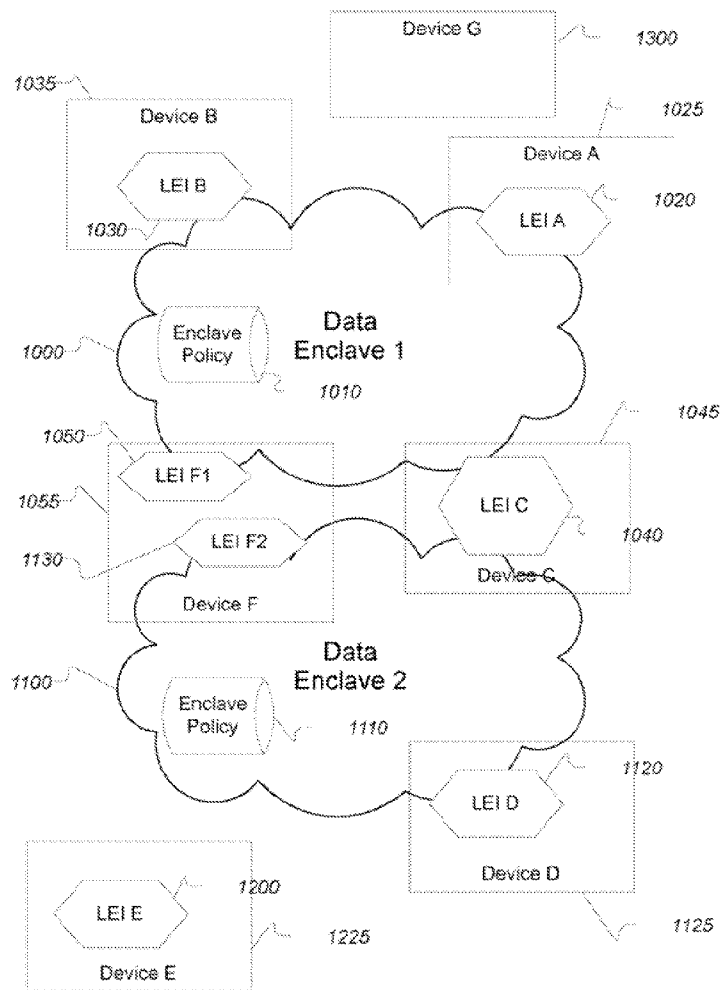 Device G
1300
1035
1025
Device B
Device A
LEI B
1020
LEI A
1030
Data
Enclave 1
Enclave
Policy
1000
1010
1050
1045
LEI F1
1055
LEI C
LEI F2
1040
1130
Device C
Device F
Data
Enclave 2
1100
Enclave
Policy
1110
1120
LEI D
1200
Device D
LEI E
1225
1125
Device E